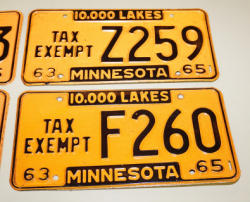 10,000 LAKES
TAX
EXEMPT
Z259
63
65
MINNESOTA
10,000 LAKES
TAX
EXEMPT
F260
63
65
MINNESOTA